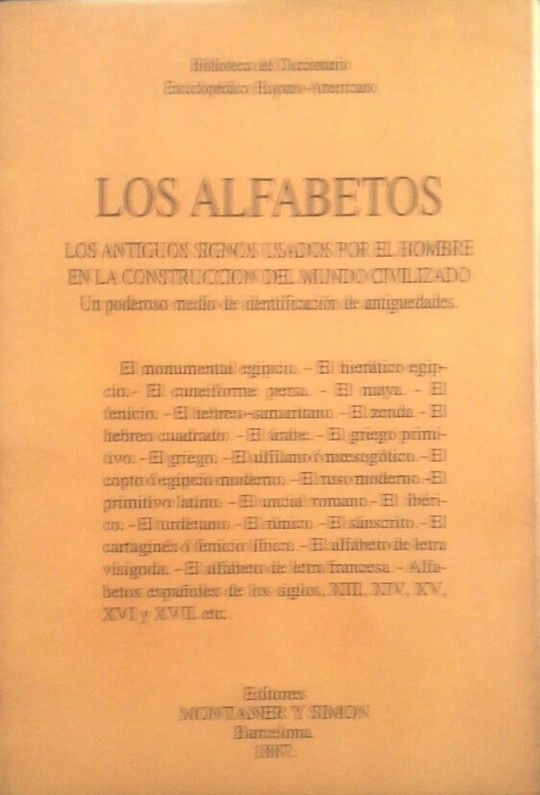 Biblioteca del Diccionario
Enciclopédico Hispano-Americano
LOS ALFABETOS
LOS ANTIGUOS SIGNOS USADOS POR EL HOMBRE
EN LA CONSTRUCCION DEL MUNDO CIVILIZADO
Un poderoso medio de identificación de antiguedades.
El monumental egipcio. - El hierático egip-
cio. - El cuneiforme persa. - El maya. - El
fenicio. - El hebreo-samaritano. - El zenda. - El
hebreo cuadrado. - El árabe. - El griego primi-
tivo. - El griego. - El ulfilano ó mœsogótico. - El
copto ó egipcio moderno. - El ruso moderno. - El
primitivo latino. - El uncial romano. - El ibéri-
co. - El turdetano. - El rúnico. - El sánscrito. - El
cartaginés ó fenicio líbico. - El alfabeto de letra
visigoda. - El alfabeto de letra francesa. - Alfa-
betos españoles de los siglos, XIII, XIV, XV,
XVI y XVII. etc.
Editores
MONTANER Y SIMON
Barcelona